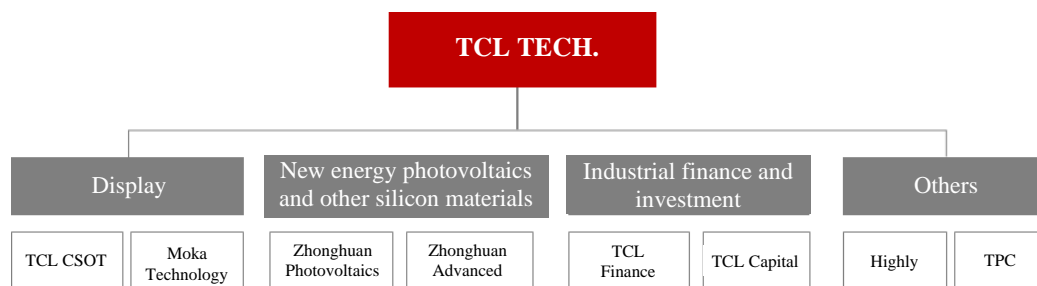 TCL TECH.
Display
New energy photovoltaics
and other silicon materials
Industrial finance and
investment
Others
TCL CSOT
Moka
Technology
Zhonghuan
Photovoltaics
Zhonghuan
Advanced
TCL
Finance
TCL Capital
Highly
TPC